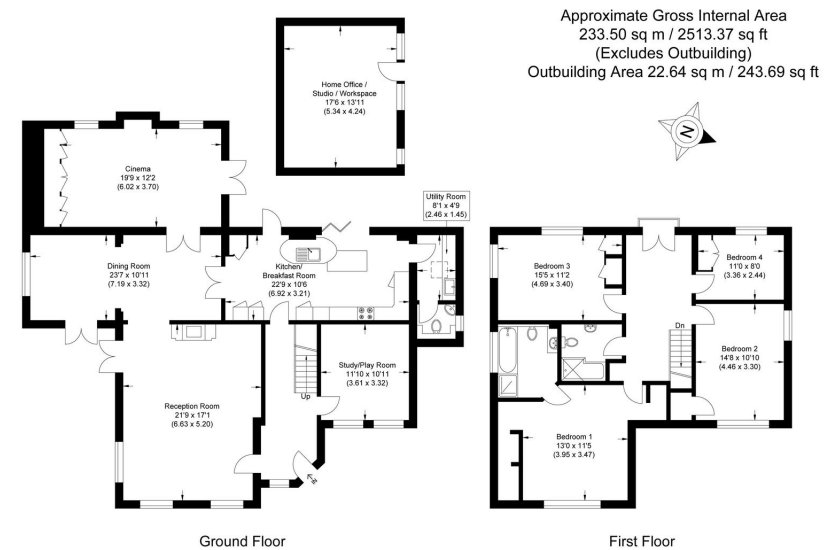 Approximate Gross Internal Area
233.50 sq m / 2513.37 sq ft
(Excludes Outbuilding)
Outbuilding Area 22.64 sq m / 243.69 sq ft
N
Home Office /
Studio / Workspace
17'6 x 13'11
(5.34 x 4.24)
Cinema
19'9 x 12'2
(6.02 x 3.70)
Utility Room
8'1 x 4'9
(2.46 x 1.45)
Dining Room
23'7 x 10'11
(7.19 x 3.32)
Kitchen/
Breakfast Room
22'9 x 10'6
(6.92 x 3.21)
Study/Play Room
11'10 x 10'11
(3.61 x 3.32)
Up
Reception Room
21'9 x 17'1
(6.63 x 5.20)
IN
Ground Floor
Bedroom 3
15'5 x 11'2
(4.69 x 3.40)
Bedroom 4
11'0 x 8'0
(3.36 x 2.44)
Dn
Bedroom 2
14'8 x 10'10
(4.46 x 3.30)
Bedroom 1
13'0 x 11'5
(3.95 x 3.47)
First Floor